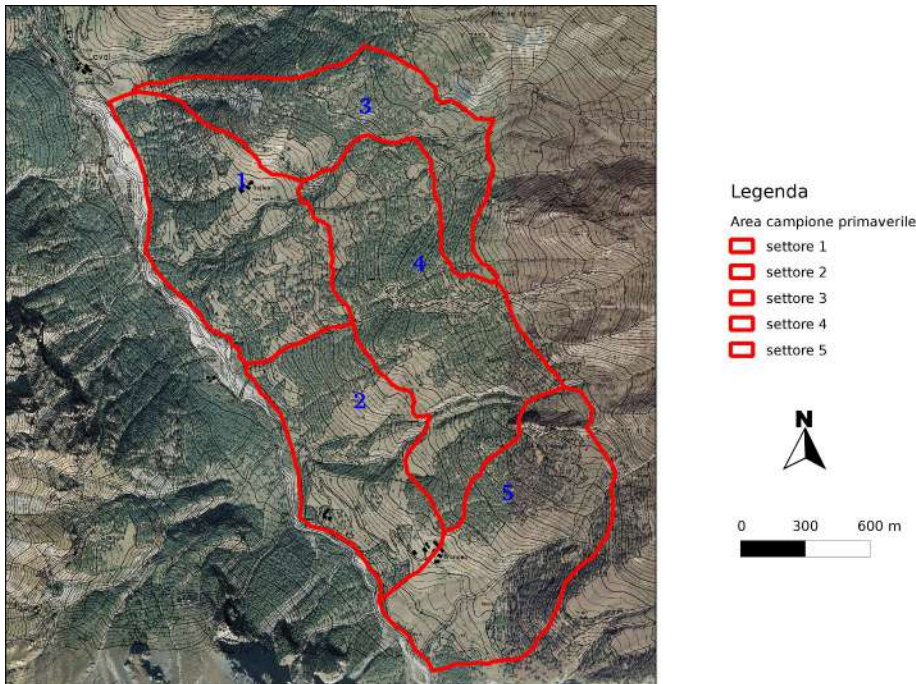 3
1
4
2
5
Legenda
Area campione primaverile
settore 1
settore 2
settore 3
settore 4
settore 5
N
0 300 600 m